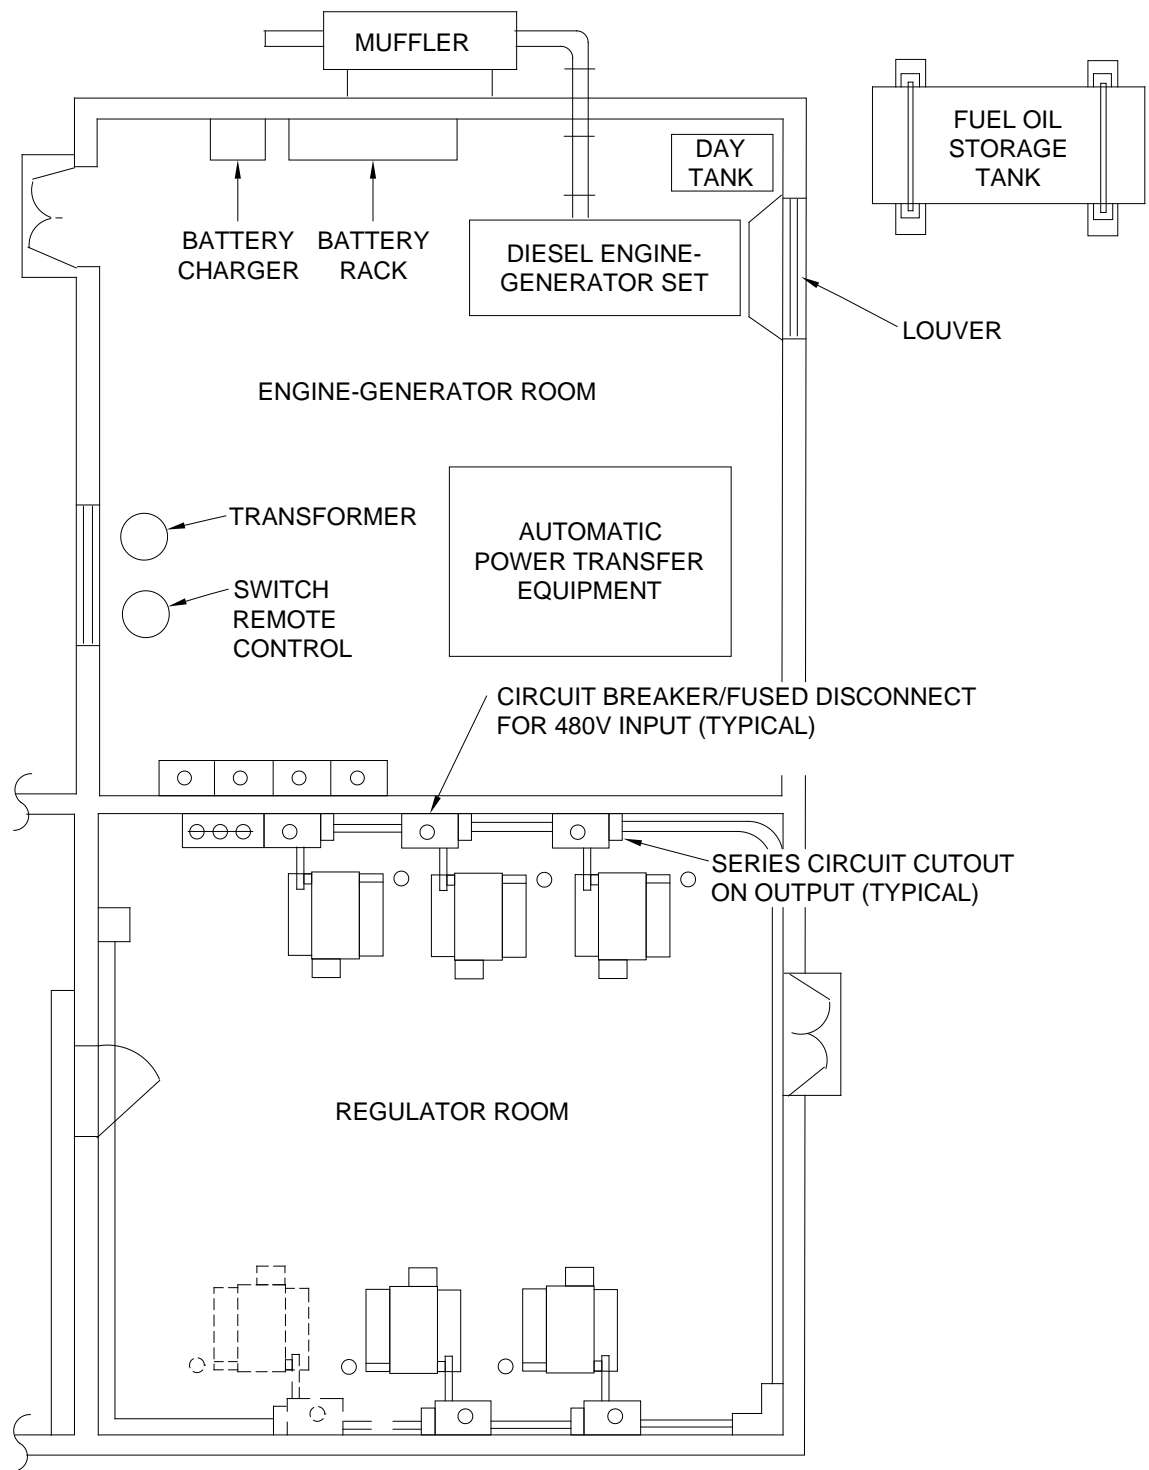 MUFFLER
FUEL OIL
STORAGE
TANK
DAY
TANK
BATTERY
CHARGER
BATTERY
RACK
DIESEL ENGINE-
GENERATOR SET
LOUVER
ENGINE-GENERATOR ROOM
TRANSFORMER
SWITCH
REMOTE
CONTROL
AUTOMATIC
POWER TRANSFER
EQUIPMENT
CIRCUIT BREAKER/FUSED DISCONNECT
FOR 480V INPUT (TYPICAL)
SERIES CIRCUIT CUTOUT
ON OUTPUT (TYPICAL)
REGULATOR ROOM